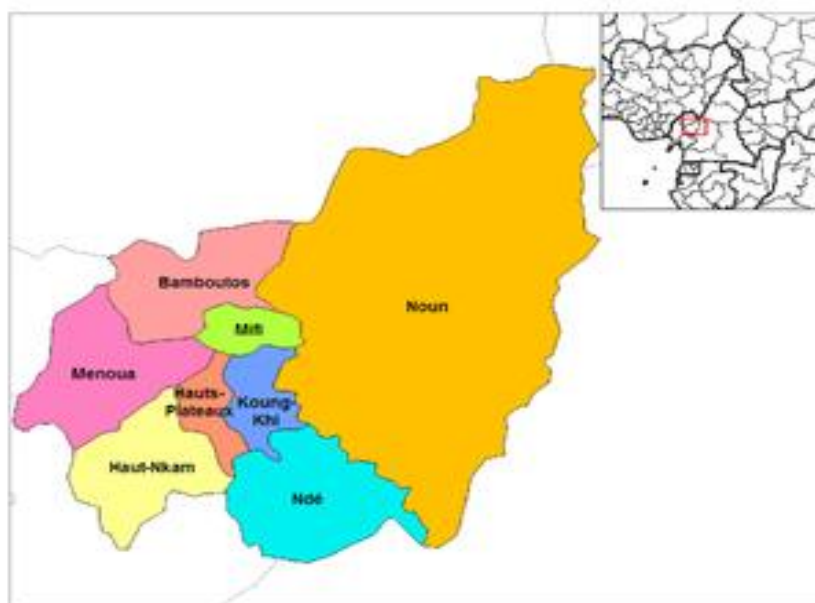 Bamboutos
Noun
Mifi
Menoua
Hauts-
Plateaux
Koung-
Khi
Haut-Nkam
Ndé